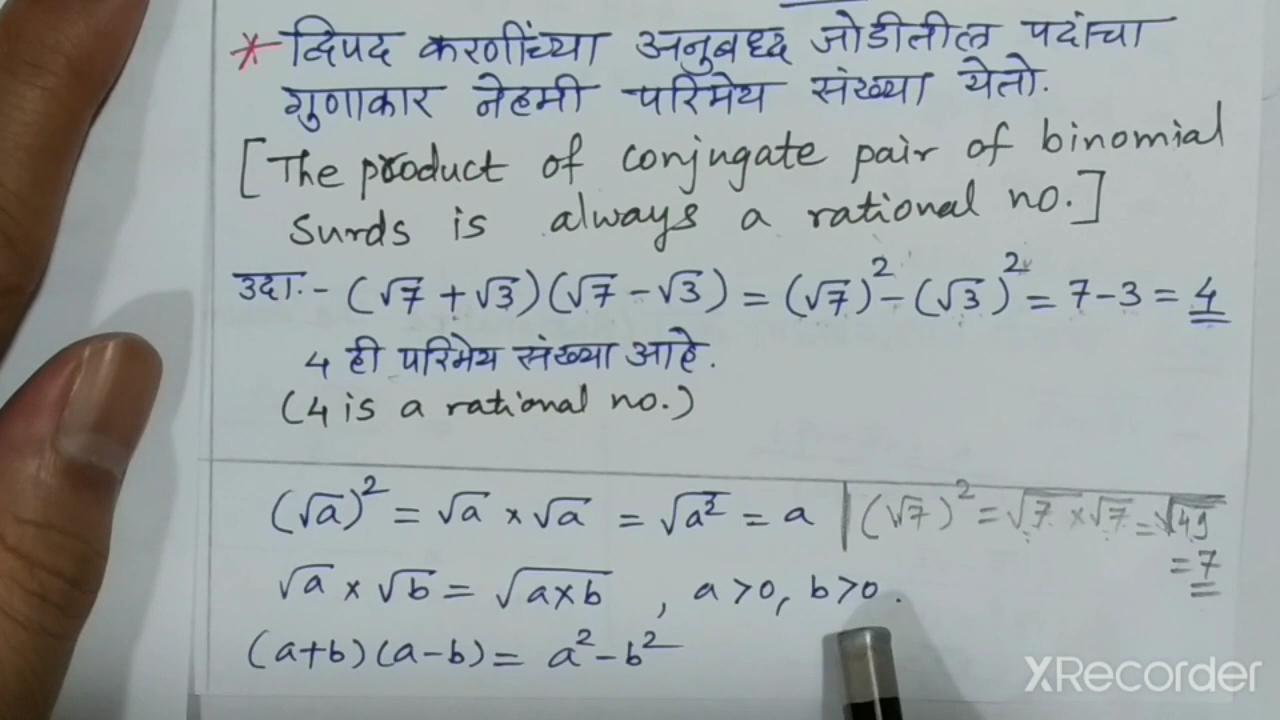 * द्विपद करणींच्या अनुबध्द जोडीतील पदांचा
गुणाकार नेहमी परिमेय संख्या येतो.
[The product of conjugate pair of binomial
surds is always a rational no.]
उदा:- (√7 + √3)(√7 - √3) = (√7)² - (√3)² = 7 - 3 = 4
4 ही परिमेय संख्या आहे.
(4 is a rational no.)
(√a)² = √a × √a = √a² = a | (√7)² = √7 × √7 = √49
= 7
√a × √b = √a×b , a>0, b>0.
(a+b)(a-b) = a² - b²
XRecorder